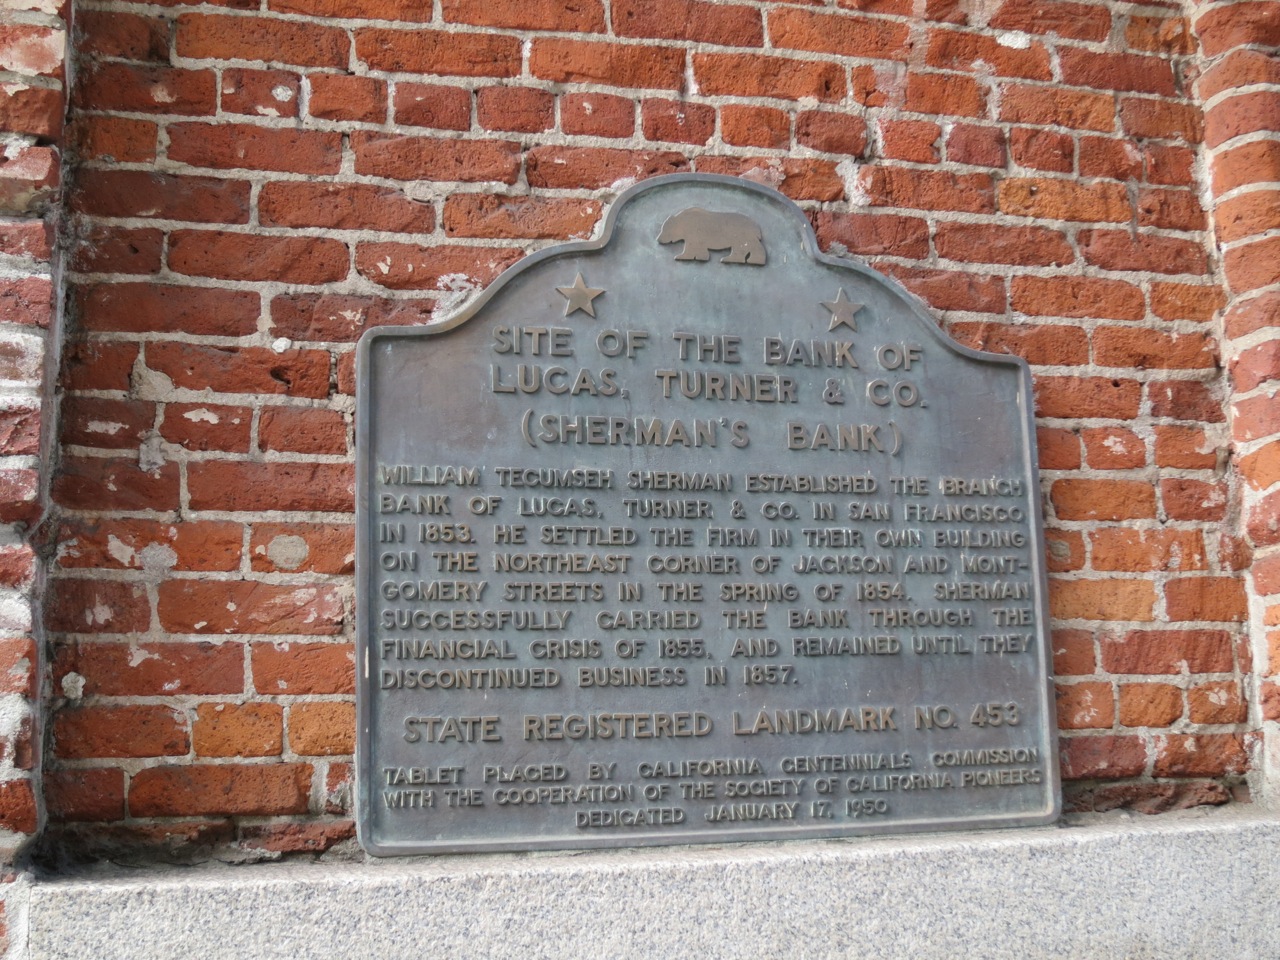 SITE OF THE BANK OF
LUCAS, TURNER & CO.
(SHERMAN'S BANK)
WILLIAM TECUMSEH SHERMAN ESTABLISHED THE BRANCH
BANK OF LUCAS, TURNER & CO. IN SAN FRANCISCO
IN 1853. HE SETTLED THE FIRM IN THEIR OWN BUILDING
ON THE NORTHEAST CORNER OF JACKSON AND MONT-
GOMERY STREETS IN THE SPRING OF 1854. SHERMAN
SUCCESSFULLY CARRIED THE BANK THROUGH THE
FINANCIAL CRISIS OF 1855, AND REMAINED UNTIL THEY
DISCONTINUED BUSINESS IN 1857.
STATE REGISTERED LANDMARK NO. 453
TABLET PLACED BY CALIFORNIA CENTENNIALS COMMISSION
WITH THE COOPERATION OF THE SOCIETY OF CALIFORNIA PIONEERS
DEDICATED JANUARY 17, 1950